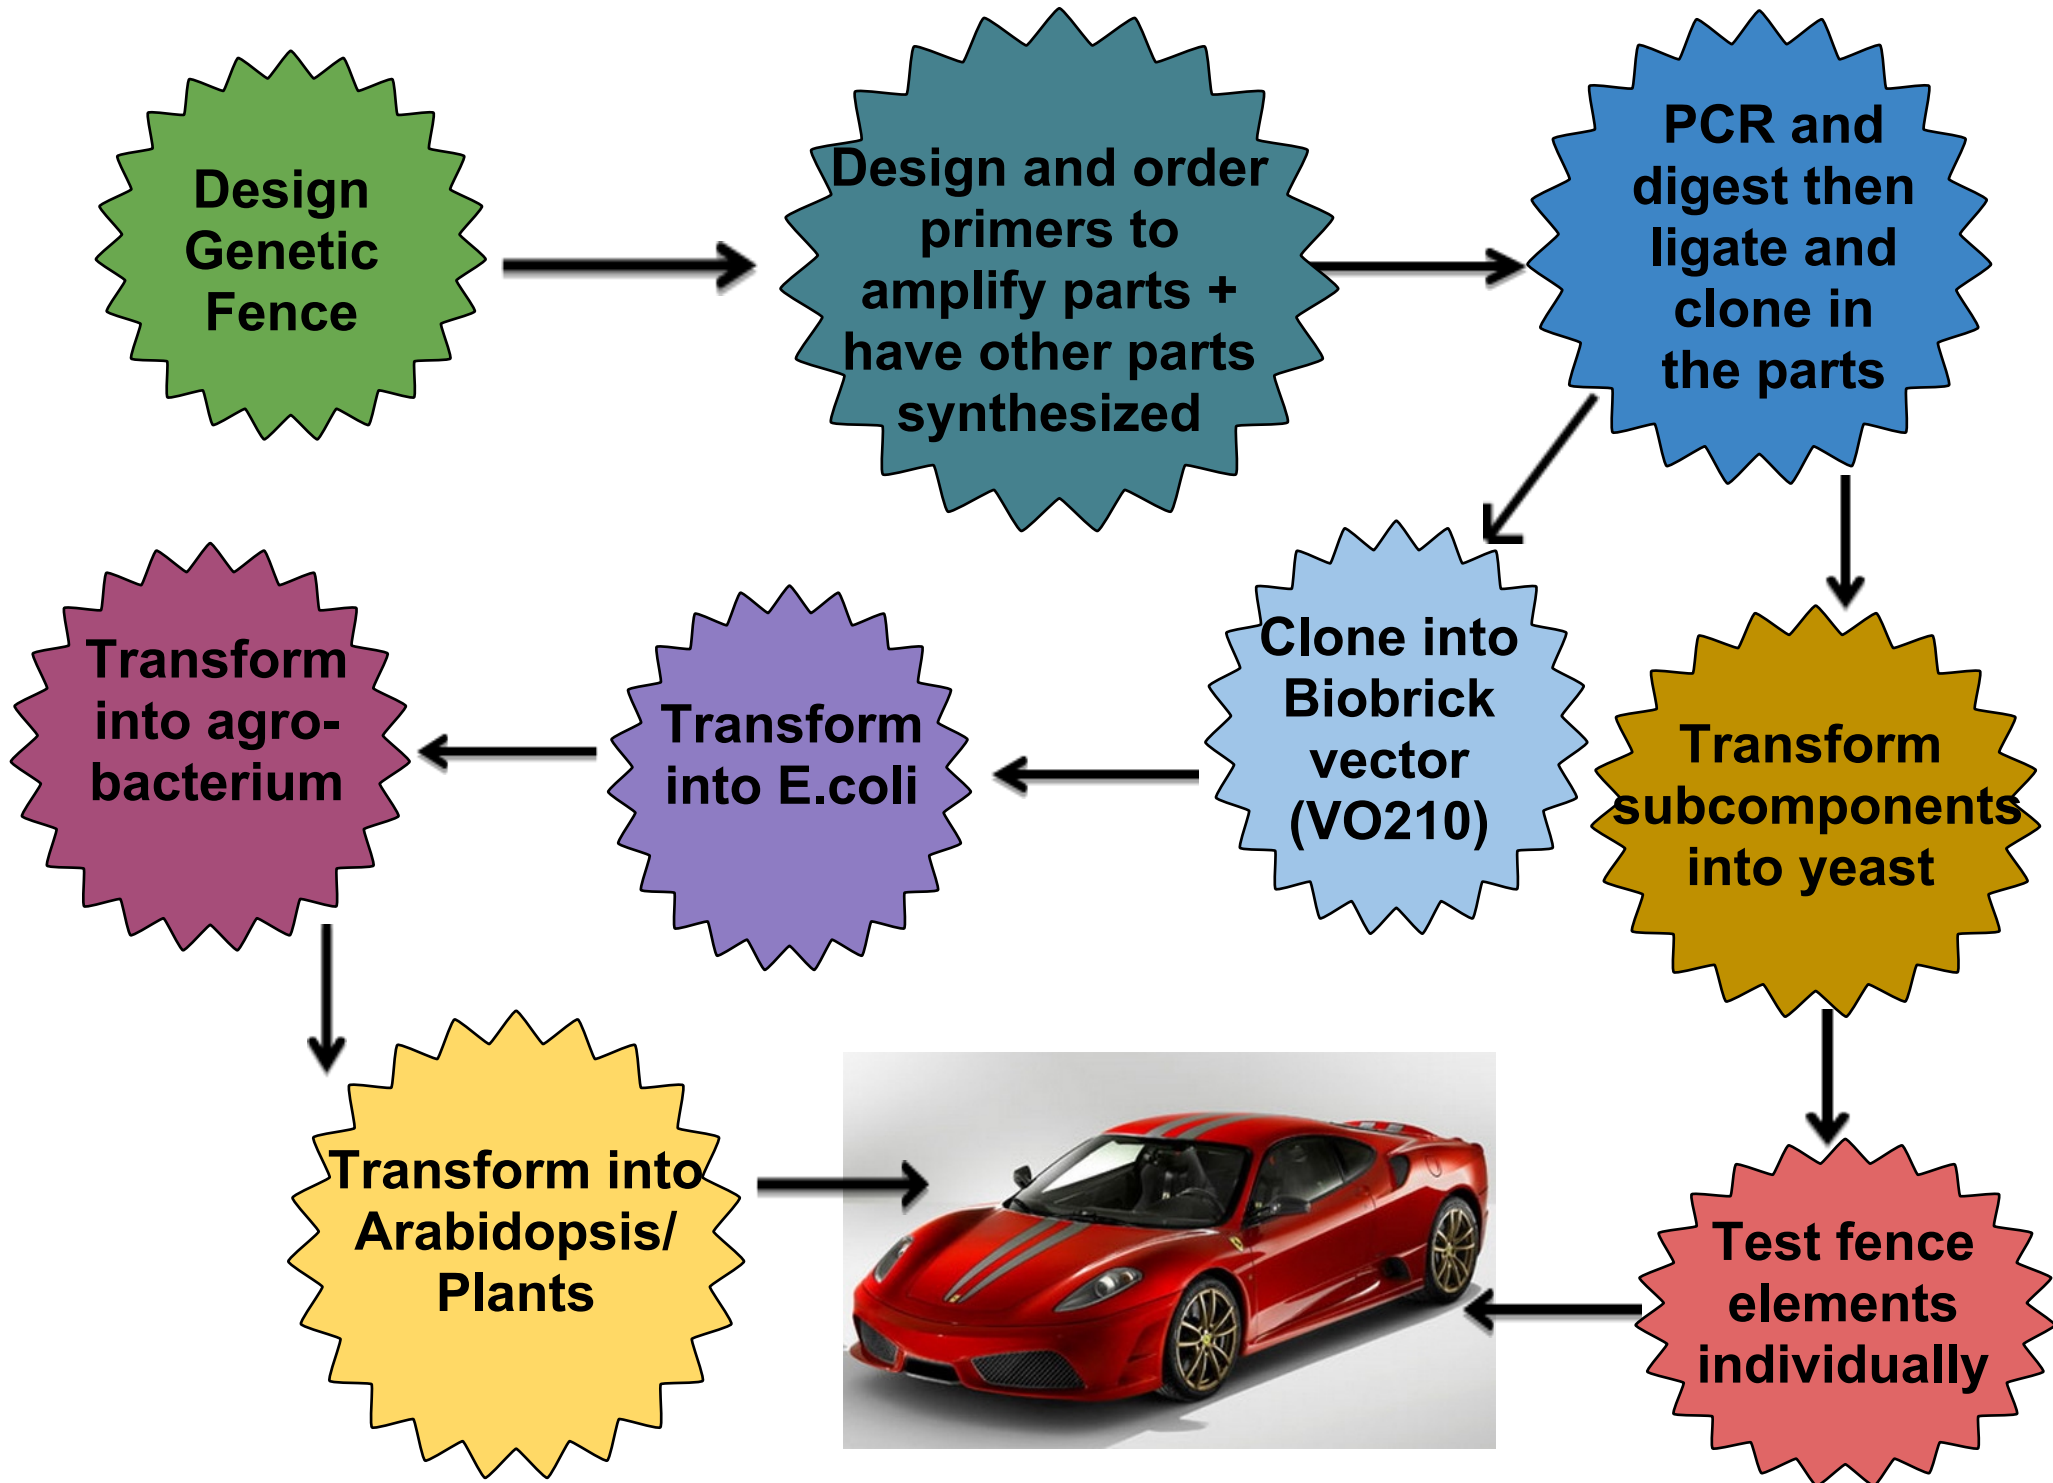 Design
Genetic
Fence
Design and order
primers to
amplify parts +
have other parts
synthesized
PCR and
digest then
ligate and
clone in
the parts
Clone into
Biobrick
vector
(VO210)
Transform
into E.coli
Transform
into agro-
bacterium
Transform into
Arabidopsis/
Plants
Transform
subcomponents
into yeast
Test fence
elements
individually